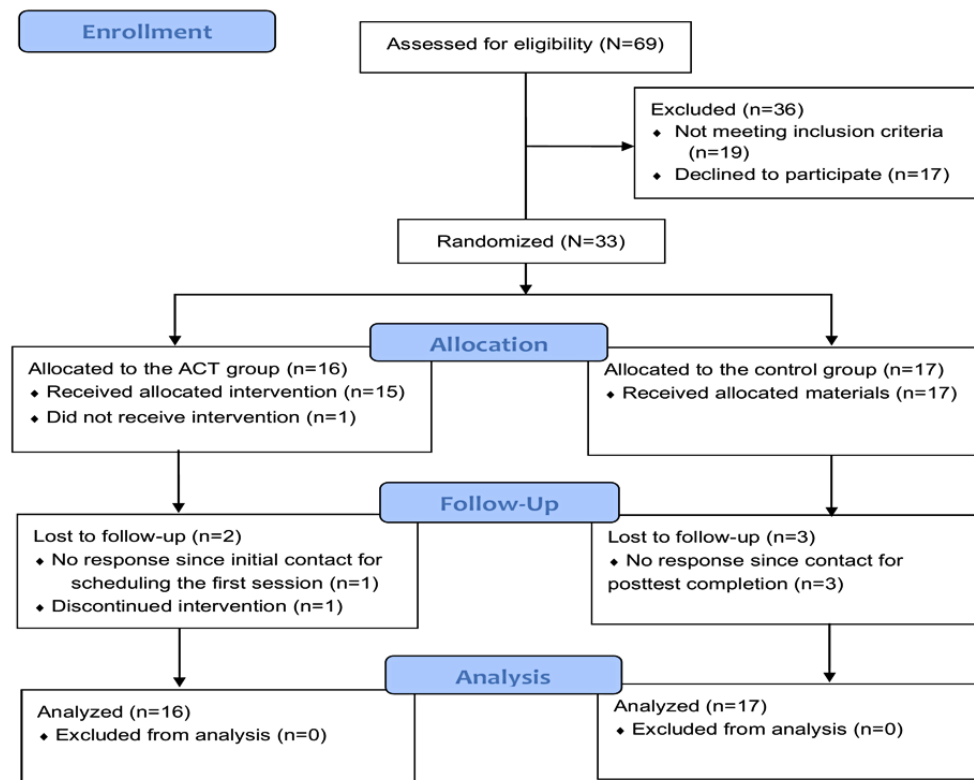 Enrollment
Assessed for eligibility (N=69)
Excluded (n=36)
⬥ Not meeting inclusion criteria
(n=19)
⬥ Declined to participate (n=17)
Randomized (N=33)
Allocation
Allocated to the ACT group (n=16)
⬥ Received allocated intervention (n=15)
⬥ Did not receive intervention (n=1)
Allocated to the control group (n=17)
⬥ Received allocated materials (n=17)
Follow-Up
Lost to follow-up (n=2)
⬥ No response since initial contact for
scheduling the first session (n=1)
⬥ Discontinued intervention (n=1)
Lost to follow-up (n=3)
⬥ No response since contact for
posttest completion (n=3)
Analysis
Analyzed (n=16)
⬥ Excluded from analysis (n=0)
Analyzed (n=17)
⬥ Excluded from analysis (n=0)